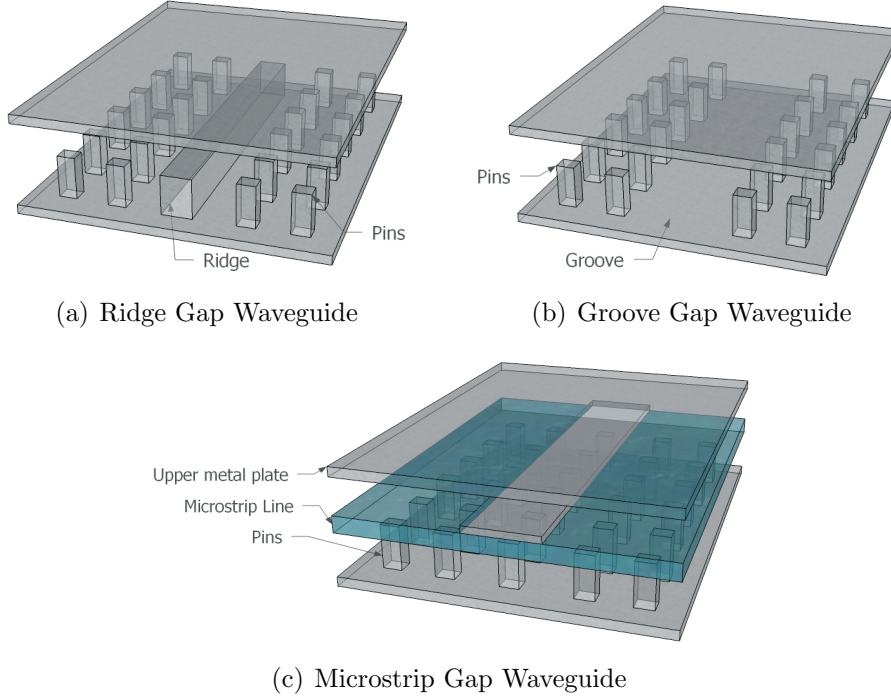 Pins
Ridge
(a) Ridge Gap Waveguide
Pins
Groove
(b) Groove Gap Waveguide
Upper metal plate
Microstrip Line
Pins
(c) Microstrip Gap Waveguide